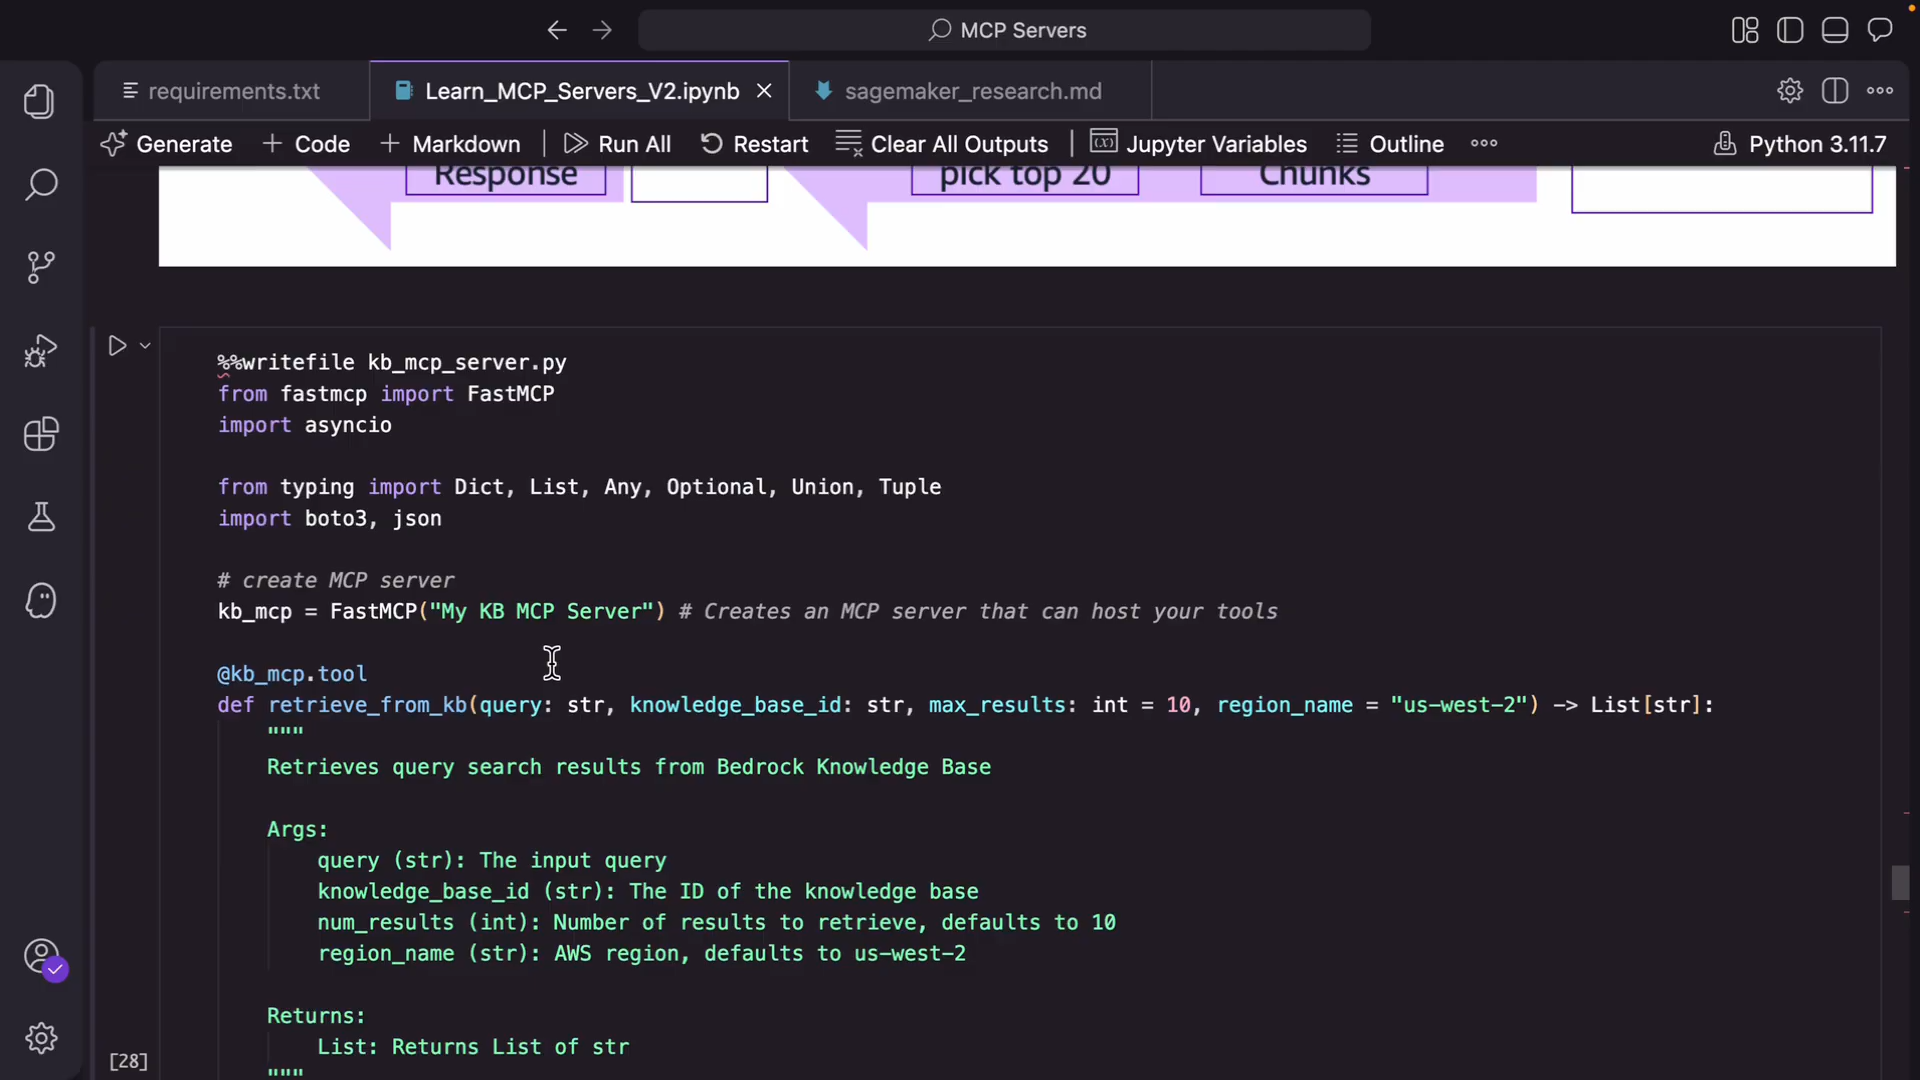 MCP Servers
requirements.txt
Learn_MCP_Servers_V2.ipynb
sagemaker_research.md
Generate
Code
Markdown
Run All
Restart
Clear All Outputs
Jupyter Variables
Outline
Python 3.11.7
Response
pick top 20
Chunks
%%writefile kb_mcp_server.py
from fastmcp import FastMCP
import asyncio
from typing import Dict, List, Any, Optional, Union, Tuple
import boto3, json
# create MCP server
kb_mcp = FastMCP("My KB MCP Server") # Creates an MCP server that can host your tools
@kb_mcp.tool
def retrieve_from_kb(query: str, knowledge_base_id: str, max_results: int = 10, region_name = "us-west-2") -> List[str]:
"""
Retrieves query search results from Bedrock Knowledge Base
Args:
query (str): The input query
knowledge_base_id (str): The ID of the knowledge base
num_results (int): Number of results to retrieve, defaults to 10
region_name (str): AWS region, defaults to us-west-2
Returns:
List: Returns List of str
"""
[28]